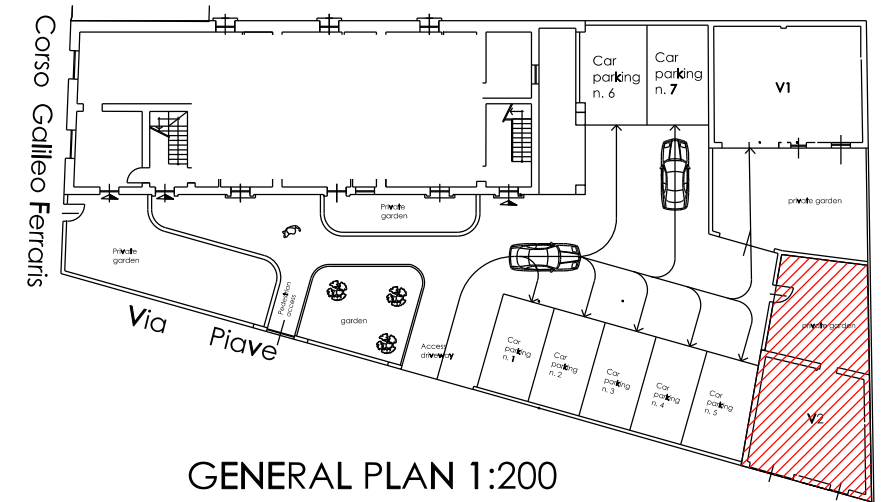 Corso Galileo Ferraris
Car
parking
n. 6
Car
parking
n. 7
V1
private garden
Private
garden
Private
garden
Pedestrian
access
garden
Via Piave
Access
driveway
Car
parking
n. 1
Car
parking
n. 2
Car
parking
n. 3
Car
parking
n. 4
Car
parking
n. 5
private garden
V2
GENERAL PLAN 1:200